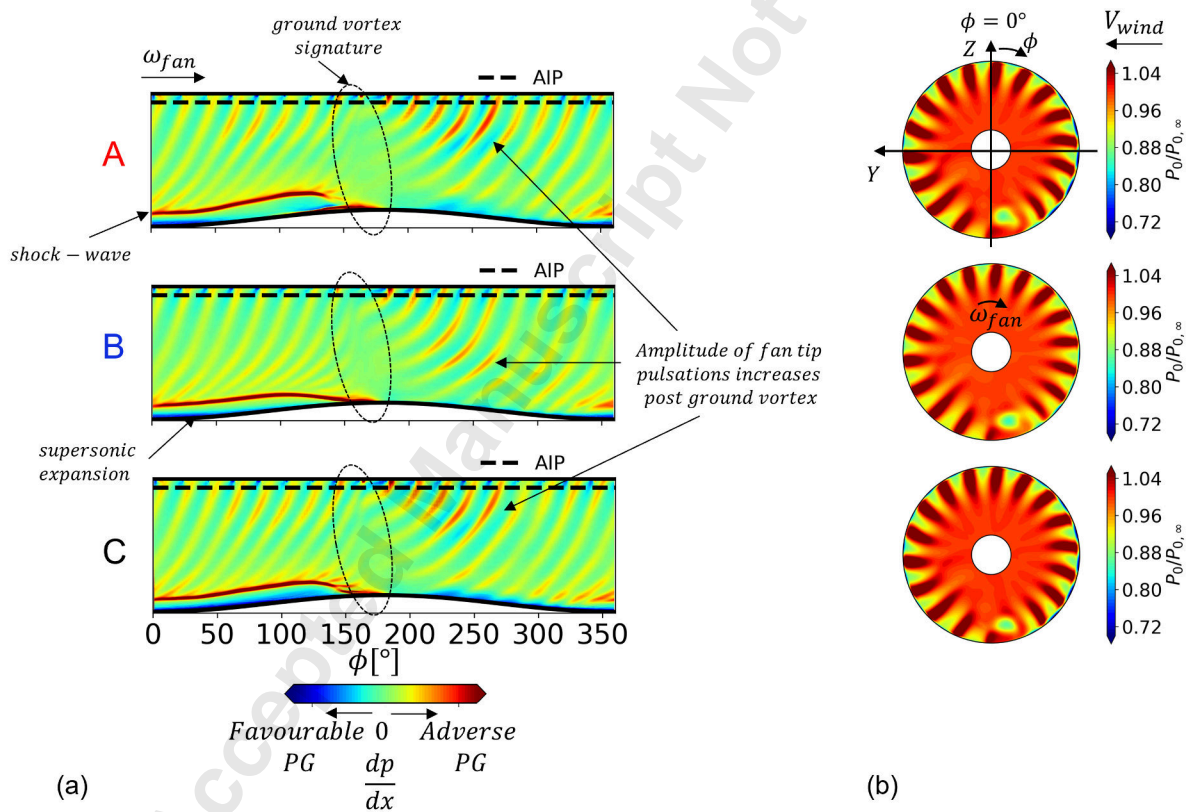 ground vortex
signature
ω_fan
AIP
A
shock – wave
AIP
B
Amplitude of fan tip
pulsations increases
post ground vortex
supersonic
expansion
AIP
C
0 50 100 150 200 250 300 350
ϕ[°]
Favourable 0 Adverse
PG PG
dp
dx
(a)
ϕ = 0°
Z
ϕ
V_wind
Y
1.04
0.96
0.88
0.80
0.72
P_0/P_0,∞
ω_fan
1.04
0.96
0.88
0.80
0.72
P_0/P_0,∞
1.04
0.96
0.88
0.80
0.72
P_0/P_0,∞
(b)
Accepted Manuscript Not